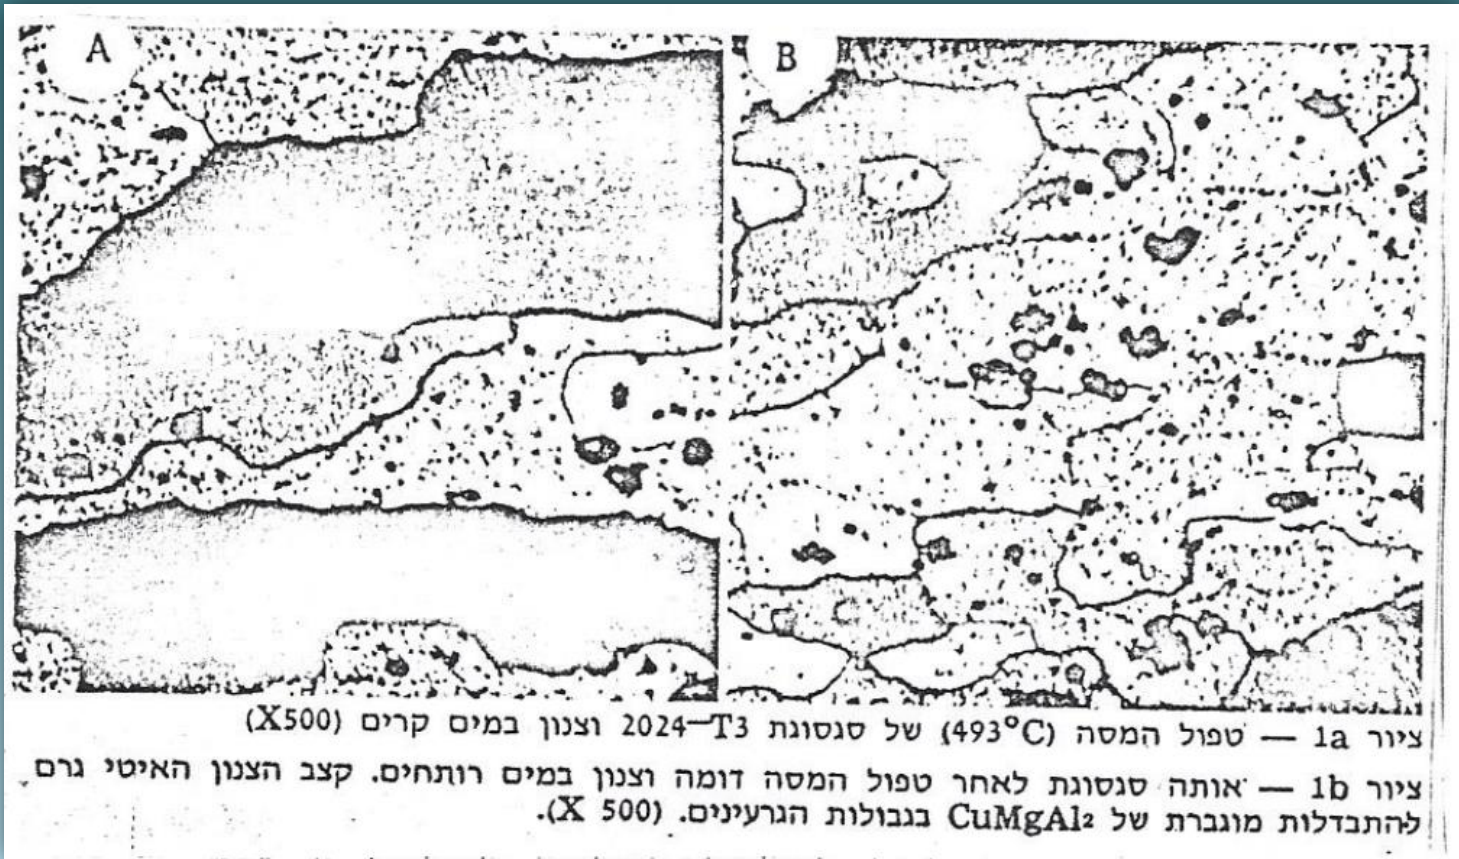 A
B
ציור 1a — טפול המסה (493°C) של סגסוגת 2024-T3 וצנון במים קרים (X500)
ציור 1b — אותה סגסוגת לאחר טפול המסה דומה וצנון במים רותחים. קצב הצנון האיטי גרם
להתבדלות מוגברת של CuMgAl₂ בגבולות הגרעינים. (X 500).